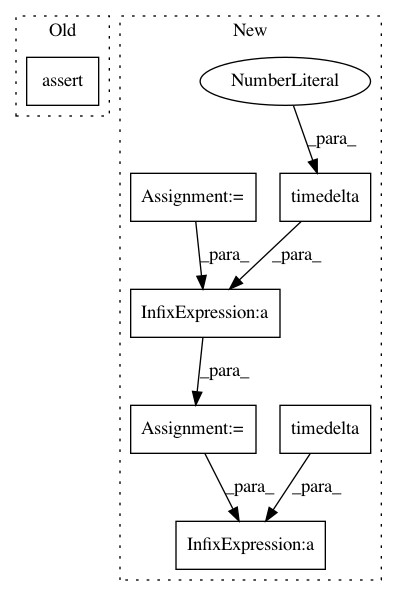 Old
New
assert
NumberLiteral
_para_
Assignment:=
timedelta
_para_
_para_
InfixExpression:a
_para_
Assignment:=
timedelta
_para_
_para_
InfixExpression:a